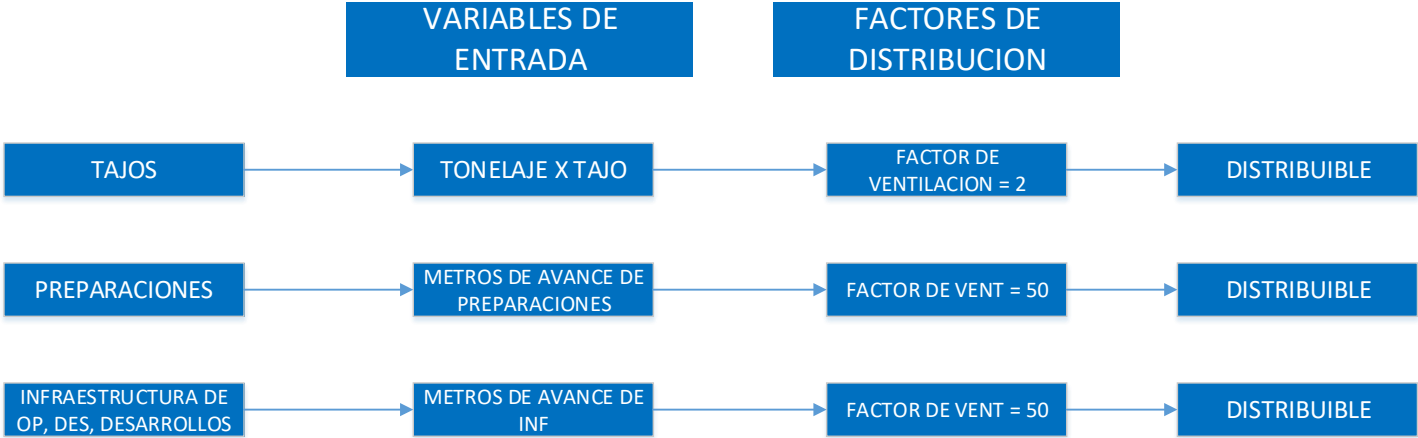 VARIABLES DE
ENTRADA
FACTORES DE
DISTRIBUCION
TAJOS
TONELAJE X TAJO
FACTOR DE
VENTILACION = 2
DISTRIBUIBLE
PREPARACIONES
METROS DE AVANCE DE
PREPARACIONES
FACTOR DE VENT = 50
DISTRIBUIBLE
INFRAESTRUCTURA DE
OP, DES, DESARROLLOS
METROS DE AVANCE DE
INF
FACTOR DE VENT = 50
DISTRIBUIBLE